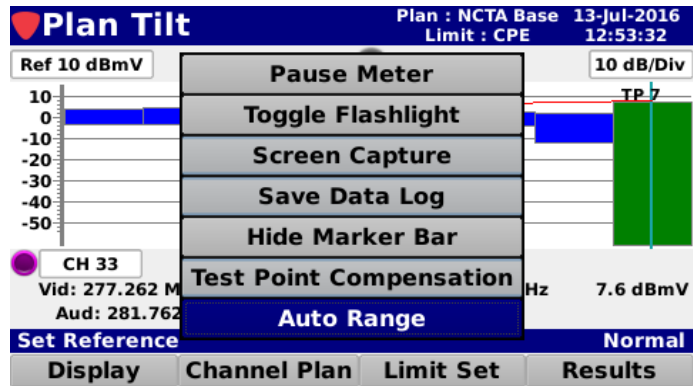 Plan Tilt
Plan : NCTA Base 13-Jul-2016
Limit : CPE 12:53:32
Ref 10 dBmV
10 dB/Div
Pause Meter
Toggle Flashlight
Screen Capture
Save Data Log
Hide Marker Bar
Test Point Compensation
Auto Range
TP 7
10
0
-10
-20
-30
-40
-50
CH 33
Vid: 277.262 M
Hz 7.6 dBmV
Aud: 281.762
Set Reference
Normal
Display Channel Plan Limit Set Results